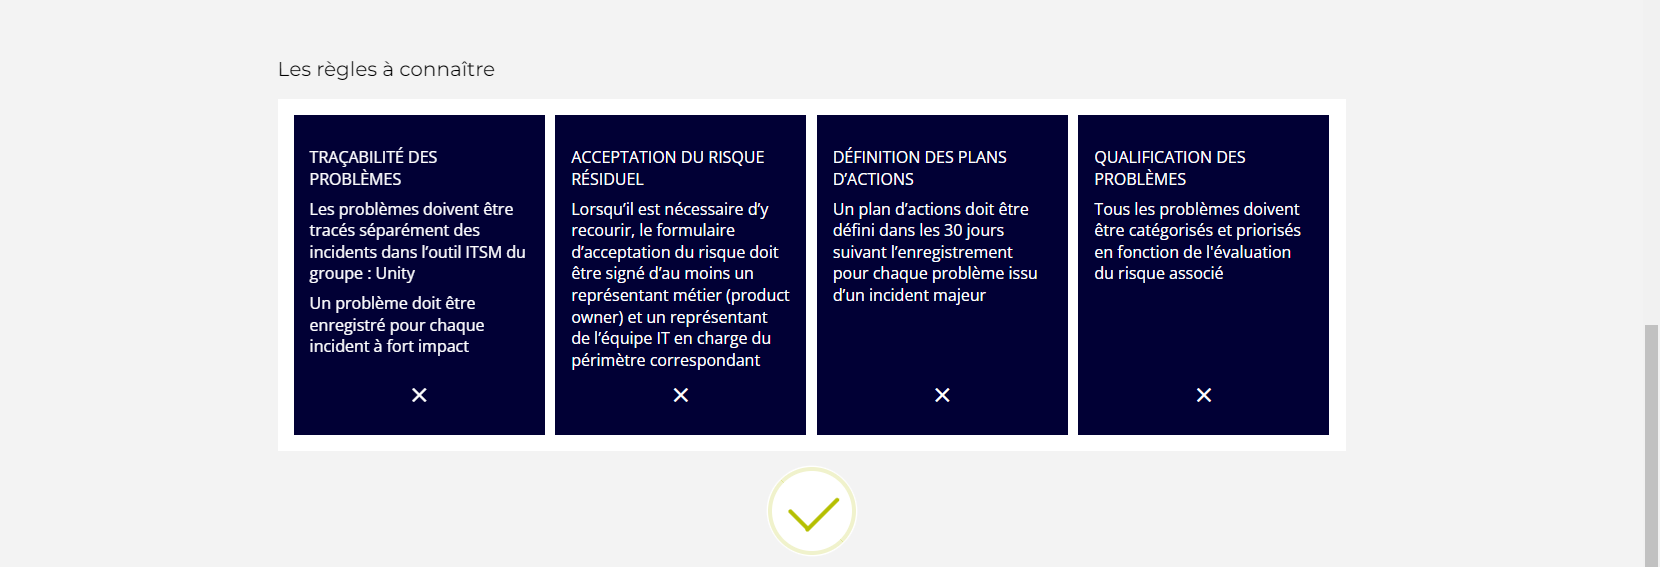 Les règles à connaître
TRAÇABILITÉ DES
PROBLÈMES
Les problèmes doivent être
tracés séparément des
incidents dans l’outil ITSM du
groupe : Unity
Un problème doit être
enregistré pour chaque
incident à fort impact
ACCEPTATION DU RISQUE
RÉSIDUEL
Lorsqu’il est nécessaire d’y
recourir, le formulaire
d’acceptation du risque doit
être signé d’au moins un
représentant métier (product
owner) et un représentant
de l’équipe IT en charge du
périmètre correspondant
DÉFINITION DES PLANS
D’ACTIONS
Un plan d’actions doit être
défini dans les 30 jours
suivant l’enregistrement
pour chaque problème issu
d’un incident majeur
QUALIFICATION DES
PROBLÈMES
Tous les problèmes doivent
être catégorisés et priorisés
en fonction de l'évaluation
du risque associé